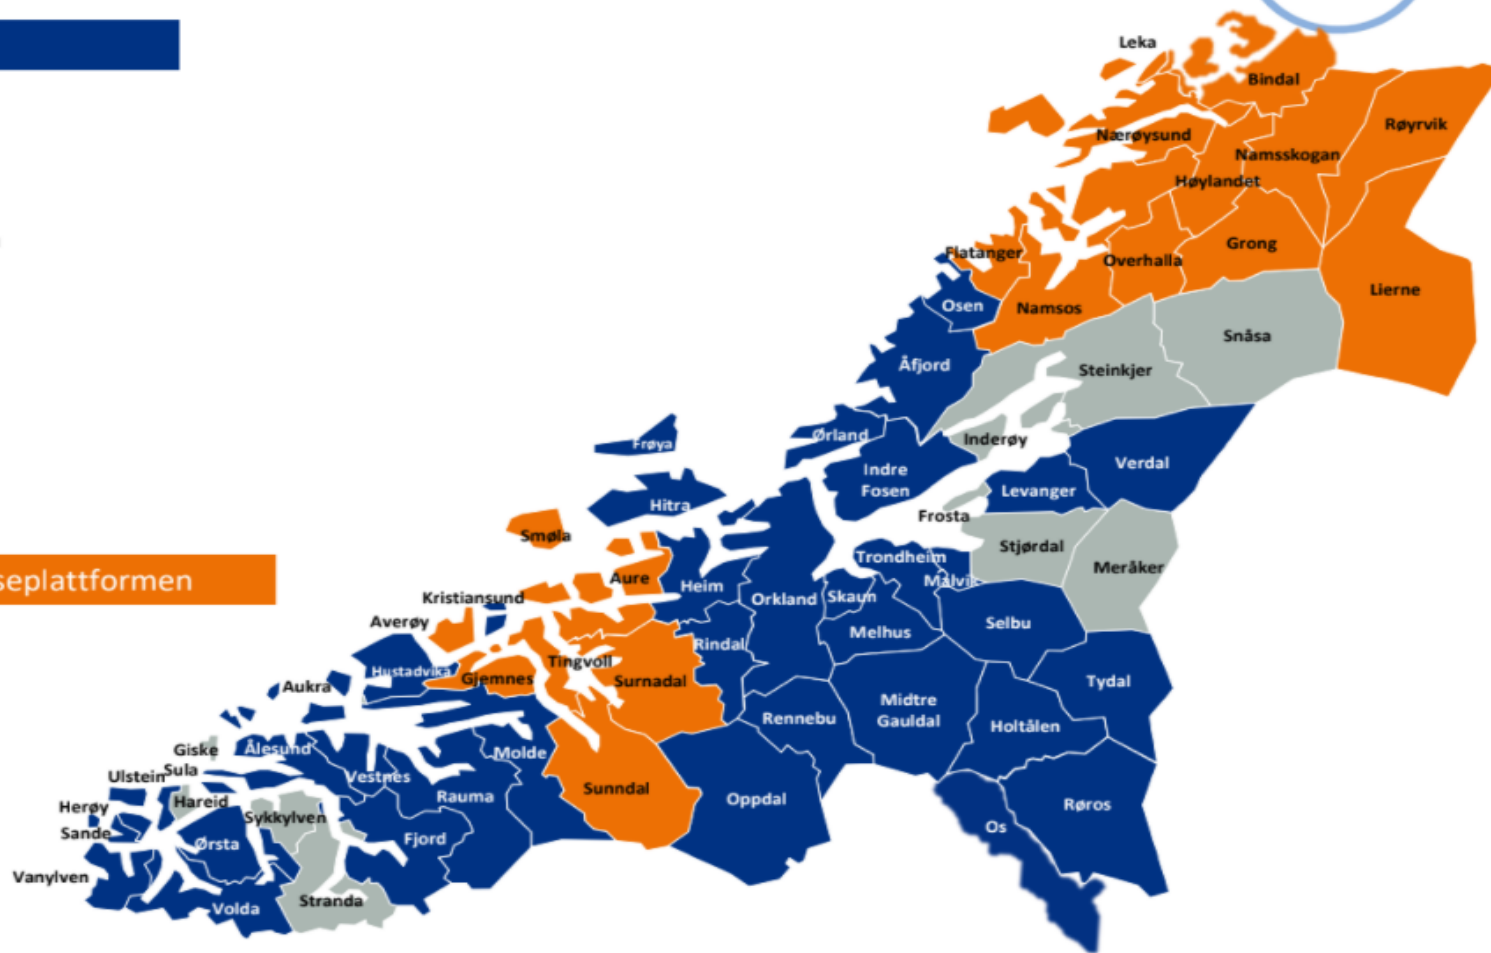 Leka
Bindal
Røyrvik
Nærøysund
Namsskogan
Høylandet
Grong
Flatanger
Overhalla
Lierne
Osen
Namsos
Snåsa
Åfjord
Steinkjer
Ørland
Inderøy
Frøya
Verdal
Indre
Fosen
Levanger
Hitra
Frosta
Smøla
Stjørdal
Trondheim
Meråker
seplattformen
Aure
Heim
Malvik
Kristiansund
Orkland
Skaun
Averøy
Selbu
Melhus
Rindal
Tingvoll
Hustadvika
Gjemnes
Surnadal
Tydal
Aukra
Midtre
Gauldal
Rennebu
Holtålen
Giske
Ålesund
Molde
Sula
Ulstein
Vestnes
Sunndal
Rauma
Oppdal
Hareid
Røros
Herøy
Sykkylven
Os
Sande
Fjord
Ørsta
Vanylven
Stranda
Volda